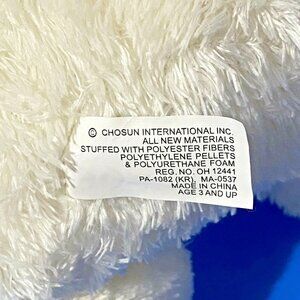 © CHOSUN INTERNATIONAL INC.
ALL NEW MATERIALS
STUFFED WITH POLYESTER FIBERS
POLYETHYLENE PELLETS
& POLYURETHANE FOAM
REG. NO. OH 12441
PA-1082 (KR), MA-0537
MADE IN CHINA
AGE 3 AND UP